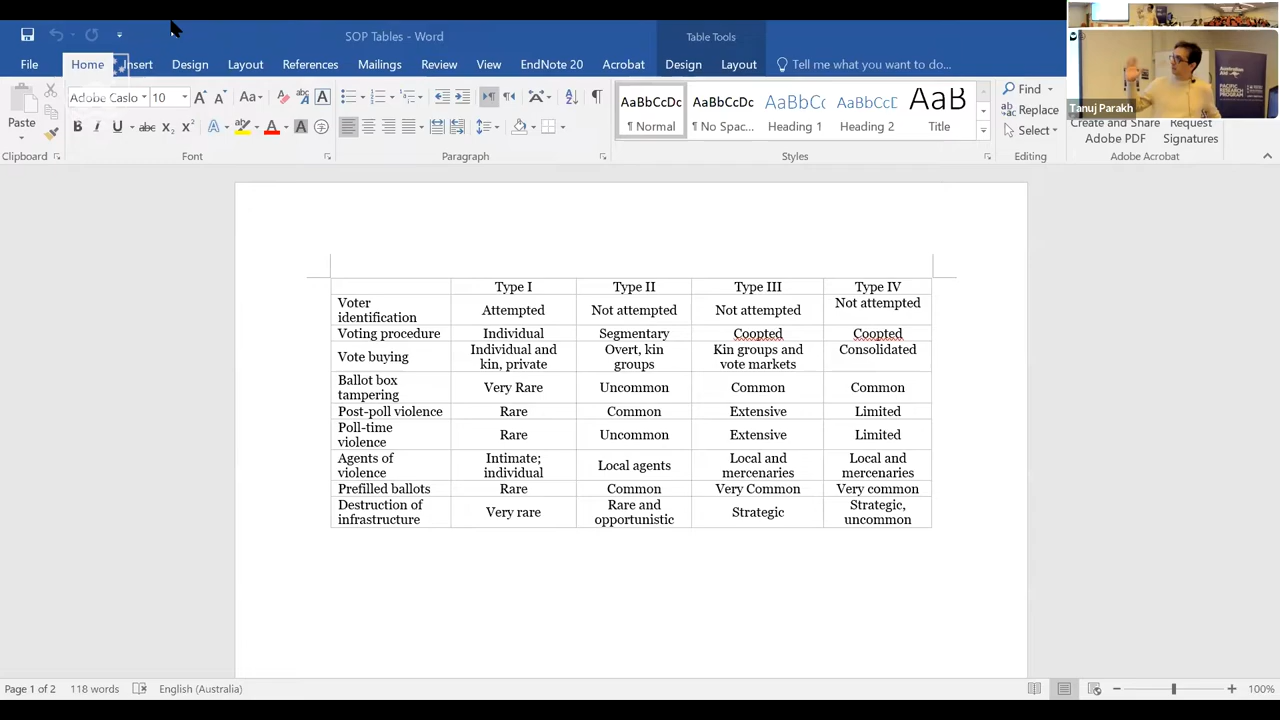 SOP Tables - Word
Table Tools
File
Home
Insert
Design
Layout
References
Mailings
Review
View
EndNote 20
Acrobat
Design
Layout
Tell me what you want to do...
Tanuj Parakh
Paste
Clipboard
Adobe Caslo
10
Aa
B I U abc x₂ x²
Font
Paragraph
AaBbCcDc
¶ Normal
AaBbCcDc
¶ No Spac...
AaBbCc
Heading 1
AaBbCcD
Heading 2
AaB
Title
Styles
Find
Replace
Select
Editing
Create and Share
Adobe PDF
Request
Signatures
Adobe Acrobat
Type I Type II Type III Type IV
Voter identification Attempted Not attempted Not attempted Not attempted
Voting procedure Individual Segmentary Coopted Coopted
Vote buying Individual and kin, private Overt, kin groups Kin groups and vote markets Consolidated
Ballot box tampering Very Rare Uncommon Common Common
Post-poll violence Rare Common Extensive Limited
Poll-time violence Rare Uncommon Extensive Limited
Agents of violence Intimate; individual Local agents Local and mercenaries Local and mercenaries
Prefilled ballots Rare Common Very Common Very common
Destruction of infrastructure Very rare Rare and opportunistic Strategic Strategic, uncommon
Page 1 of 2
118 words
English (Australia)
100%